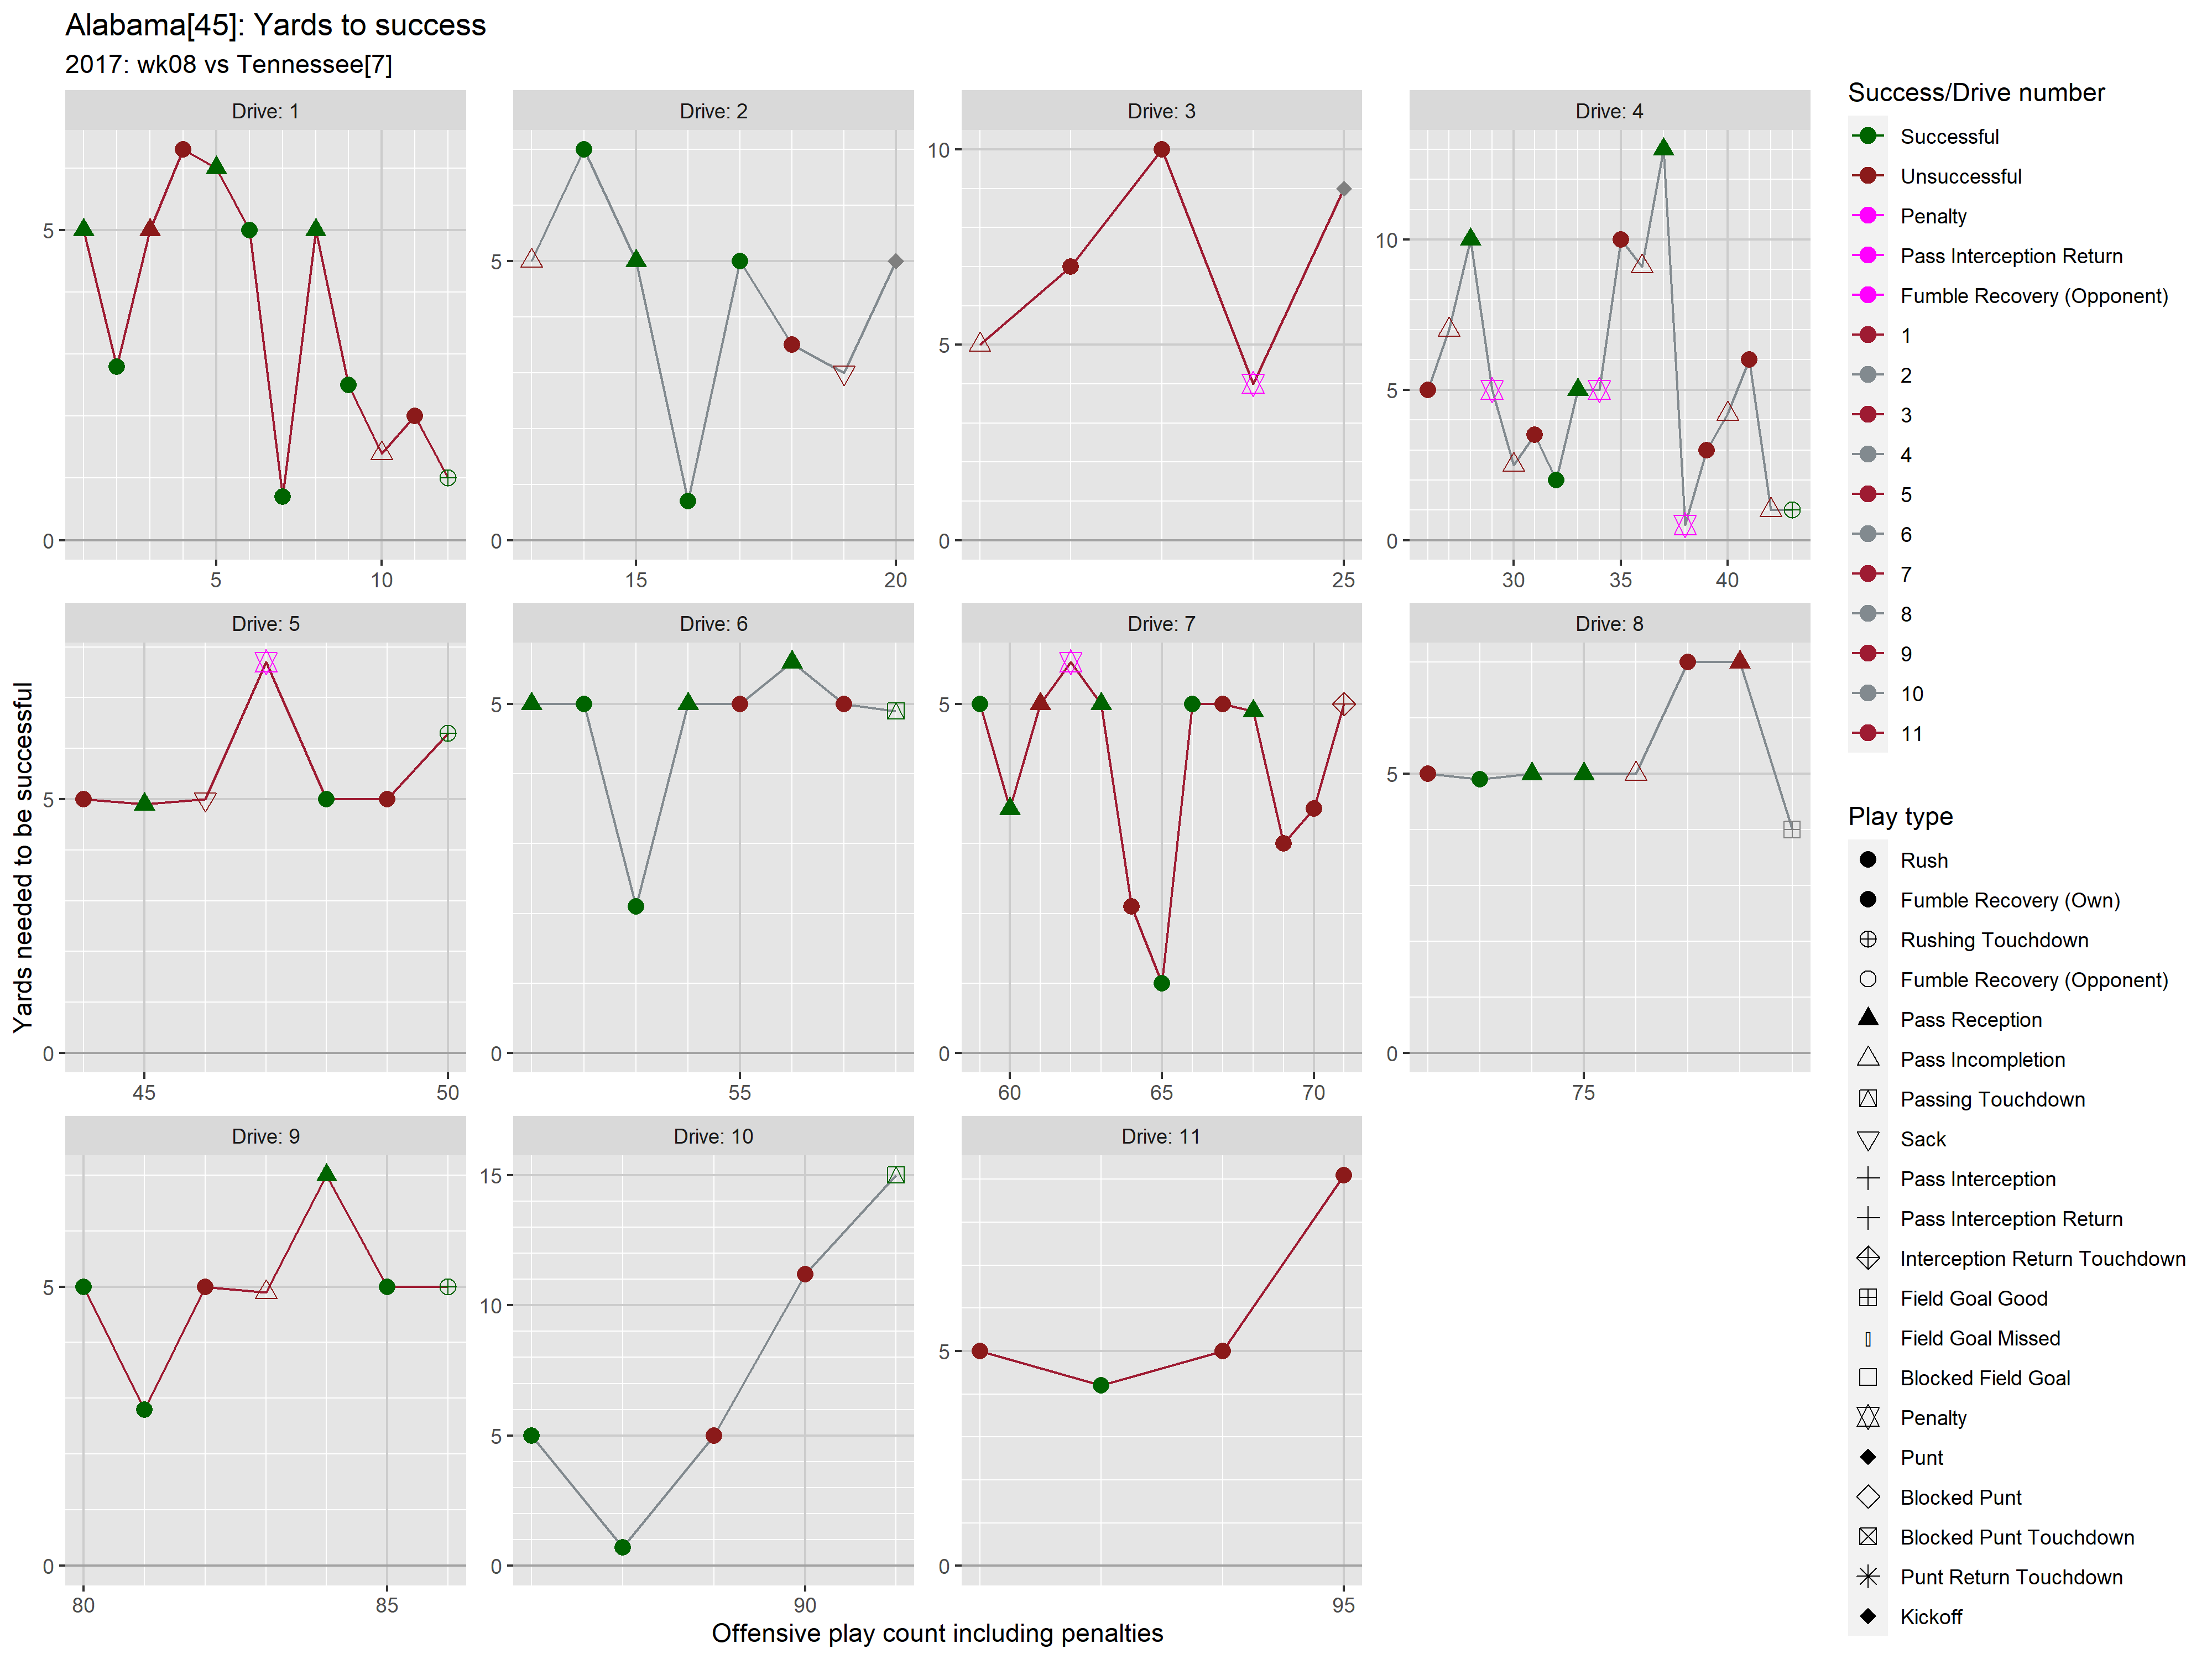 Alabama[45]: Yards to success
2017: wk08 vs Tennessee[7]
Drive: 1
Drive: 2
Drive: 3
Drive: 4
5
0
5
10
5
0
15
20
10
5
0
25
10
5
0
30
35
40
Drive: 5
Drive: 6
Drive: 7
Drive: 8
5
0
45
50
5
0
55
5
0
60
65
70
5
0
75
Drive: 9
Drive: 10
Drive: 11
5
0
80
85
15
10
5
0
90
5
0
95
Yards needed to be successful
Offensive play count including penalties
Success/Drive number
Successful
Unsuccessful
Penalty
Pass Interception Return
Fumble Recovery (Opponent)
1
2
3
4
5
6
7
8
9
10
11
Play type
Rush
Fumble Recovery (Own)
Rushing Touchdown
Fumble Recovery (Opponent)
Pass Reception
Pass Incompletion
Passing Touchdown
Sack
Pass Interception
Pass Interception Return
Interception Return Touchdown
Field Goal Good
Field Goal Missed
Blocked Field Goal
Penalty
Punt
Blocked Punt
Blocked Punt Touchdown
Punt Return Touchdown
Kickoff